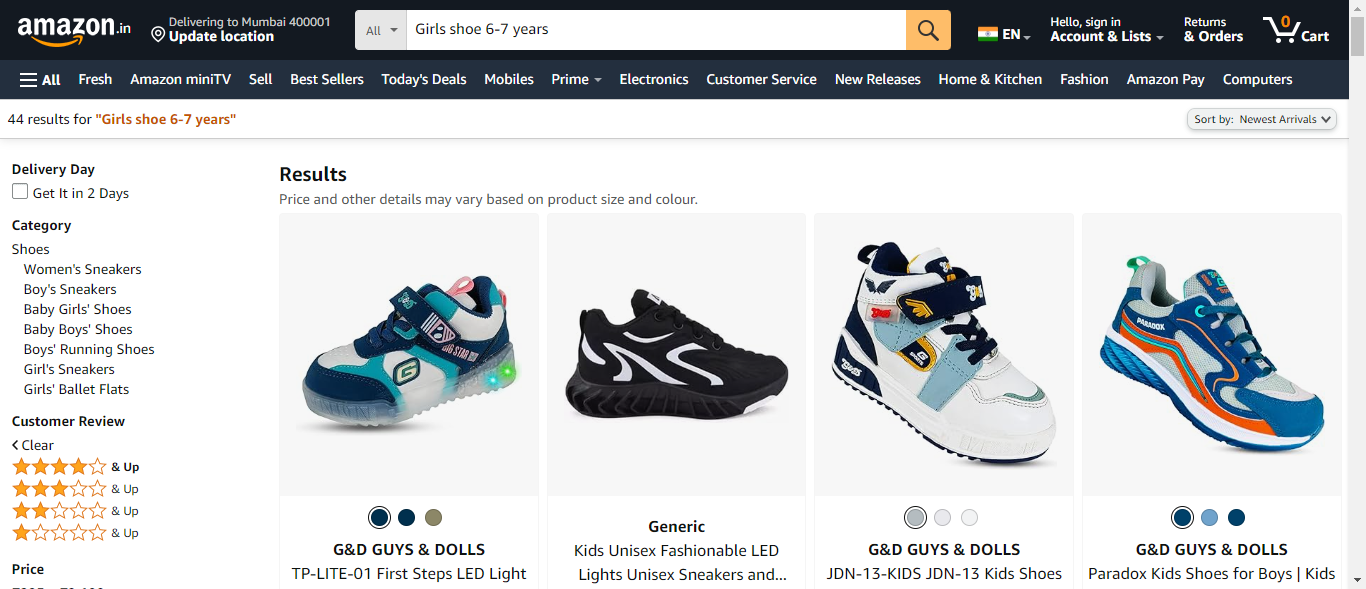 amazon.in
Delivering to Mumbai 400001
Update location
All
Girls shoe 6-7 years
EN
Hello, sign in
Account & Lists
Returns
& Orders
0
Cart
All
Fresh
Amazon miniTV
Sell
Best Sellers
Today's Deals
Mobiles
Prime
Electronics
Customer Service
New Releases
Home & Kitchen
Fashion
Amazon Pay
Computers
44 results for "Girls shoe 6-7 years"
Sort by: Newest Arrivals
Delivery Day
Get It in 2 Days
Category
Shoes
Women's Sneakers
Boy's Sneakers
Baby Girls' Shoes
Baby Boys' Shoes
Boys' Running Shoes
Girl's Sneakers
Girls' Ballet Flats
Customer Review
Clear
& Up
& Up
& Up
& Up
Price
Results
Price and other details may vary based on product size and colour.
BIG STAR
G
G&D GUYS & DOLLS
TP-LITE-01 First Steps LED Light
Generic
Kids Unisex Fashionable LED
Lights Unisex Sneakers and...
G
G&D GUYS & DOLLS
JDN-13-KIDS JDN-13 Kids Shoes
PARADOX
G&D GUYS & DOLLS
Paradox Kids Shoes for Boys | Kids